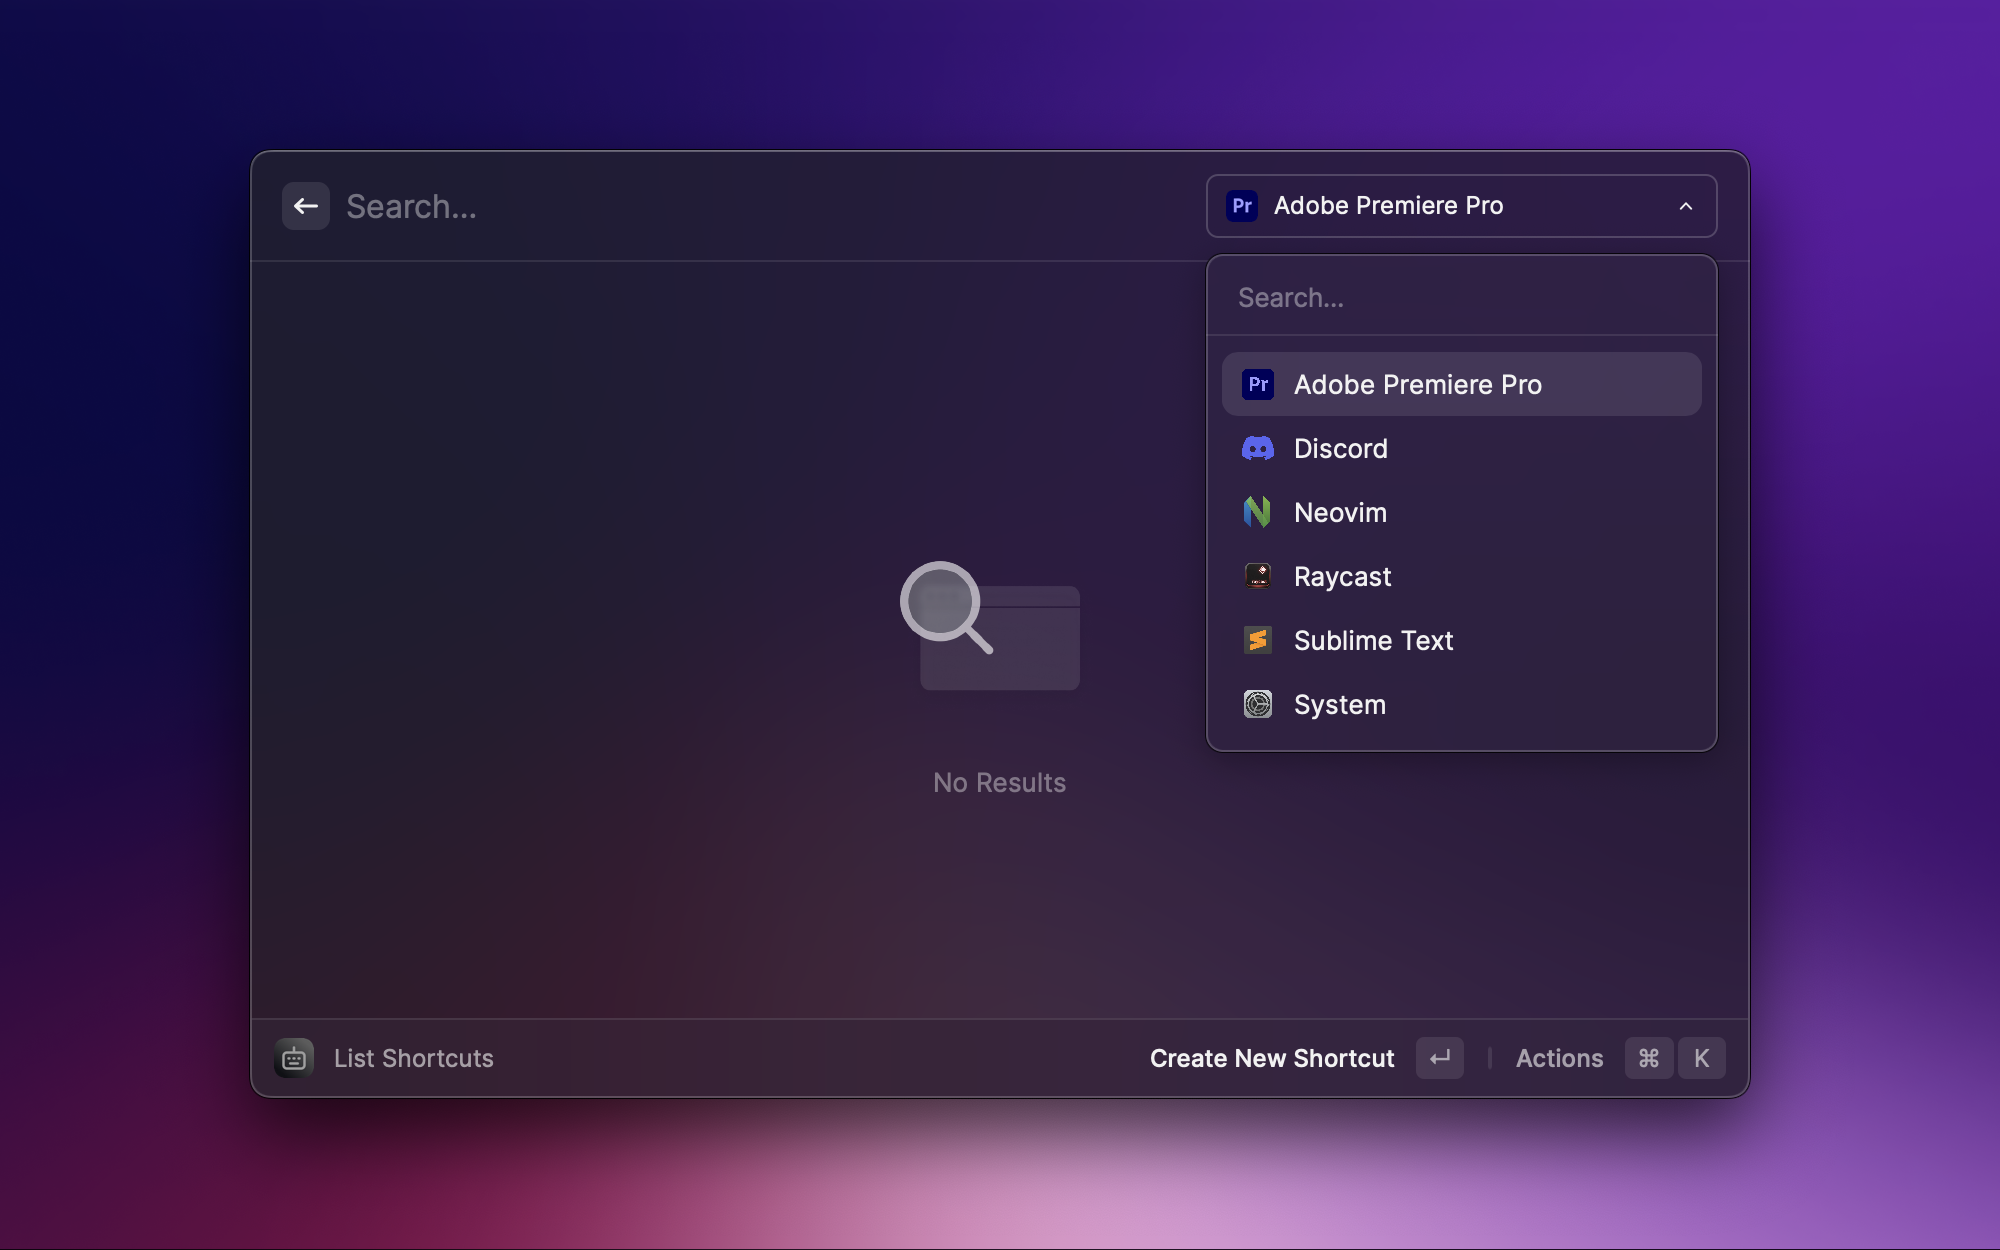 Search...
Pr Adobe Premiere Pro
Search...
Pr Adobe Premiere Pro
Discord
Neovim
Raycast
Sublime Text
System
No Results
List Shortcuts
Create New Shortcut ↵ | Actions ⌘ K